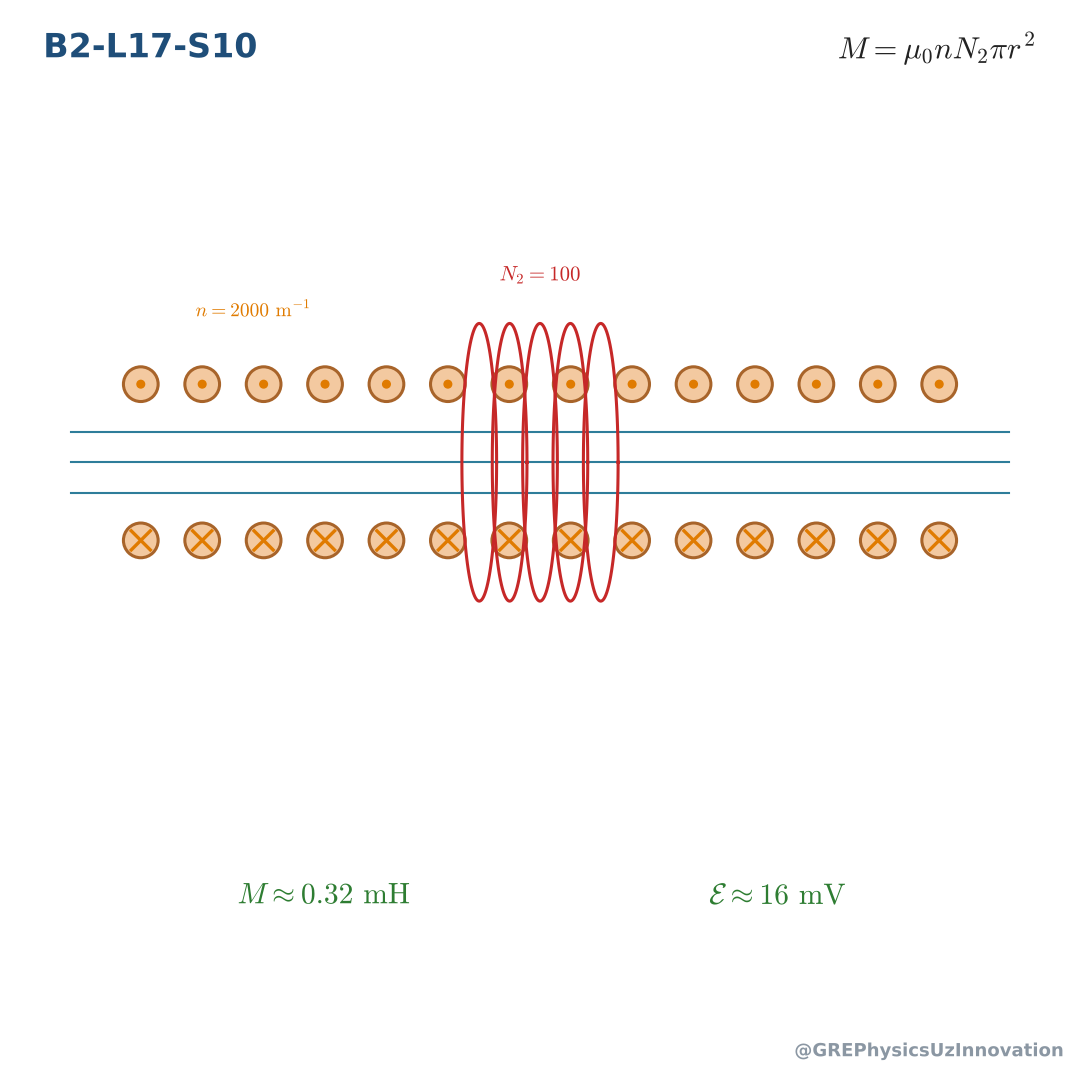 B2-L17-S10
M = μ₀nN₂πr²
N₂ = 100
n = 2000 m⁻¹
M ≈ 0.32 mH
ℰ ≈ 16 mV
@GREPhysicsUzInnovation